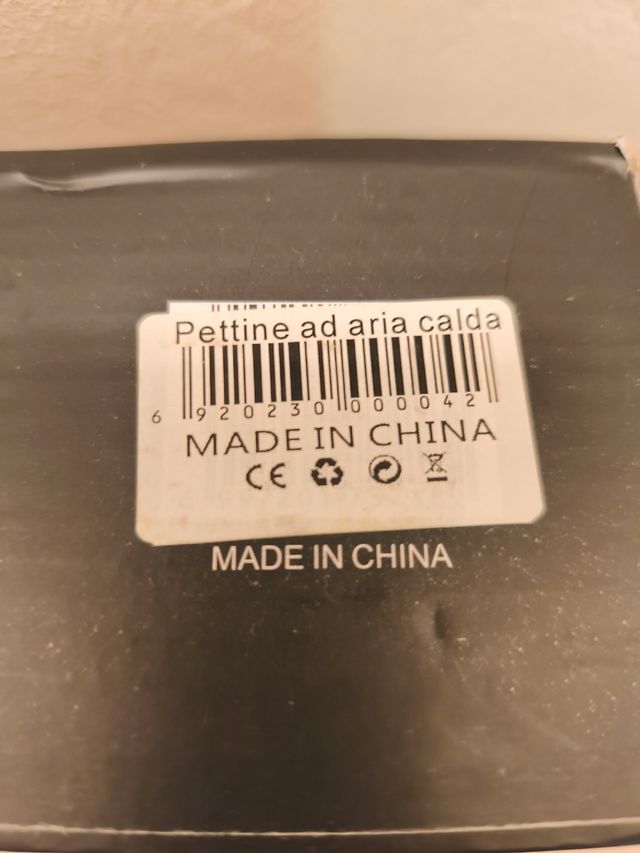 Pettine ad aria calda
6 920230 000042
MADE IN CHINA
CE
MADE IN CHINA